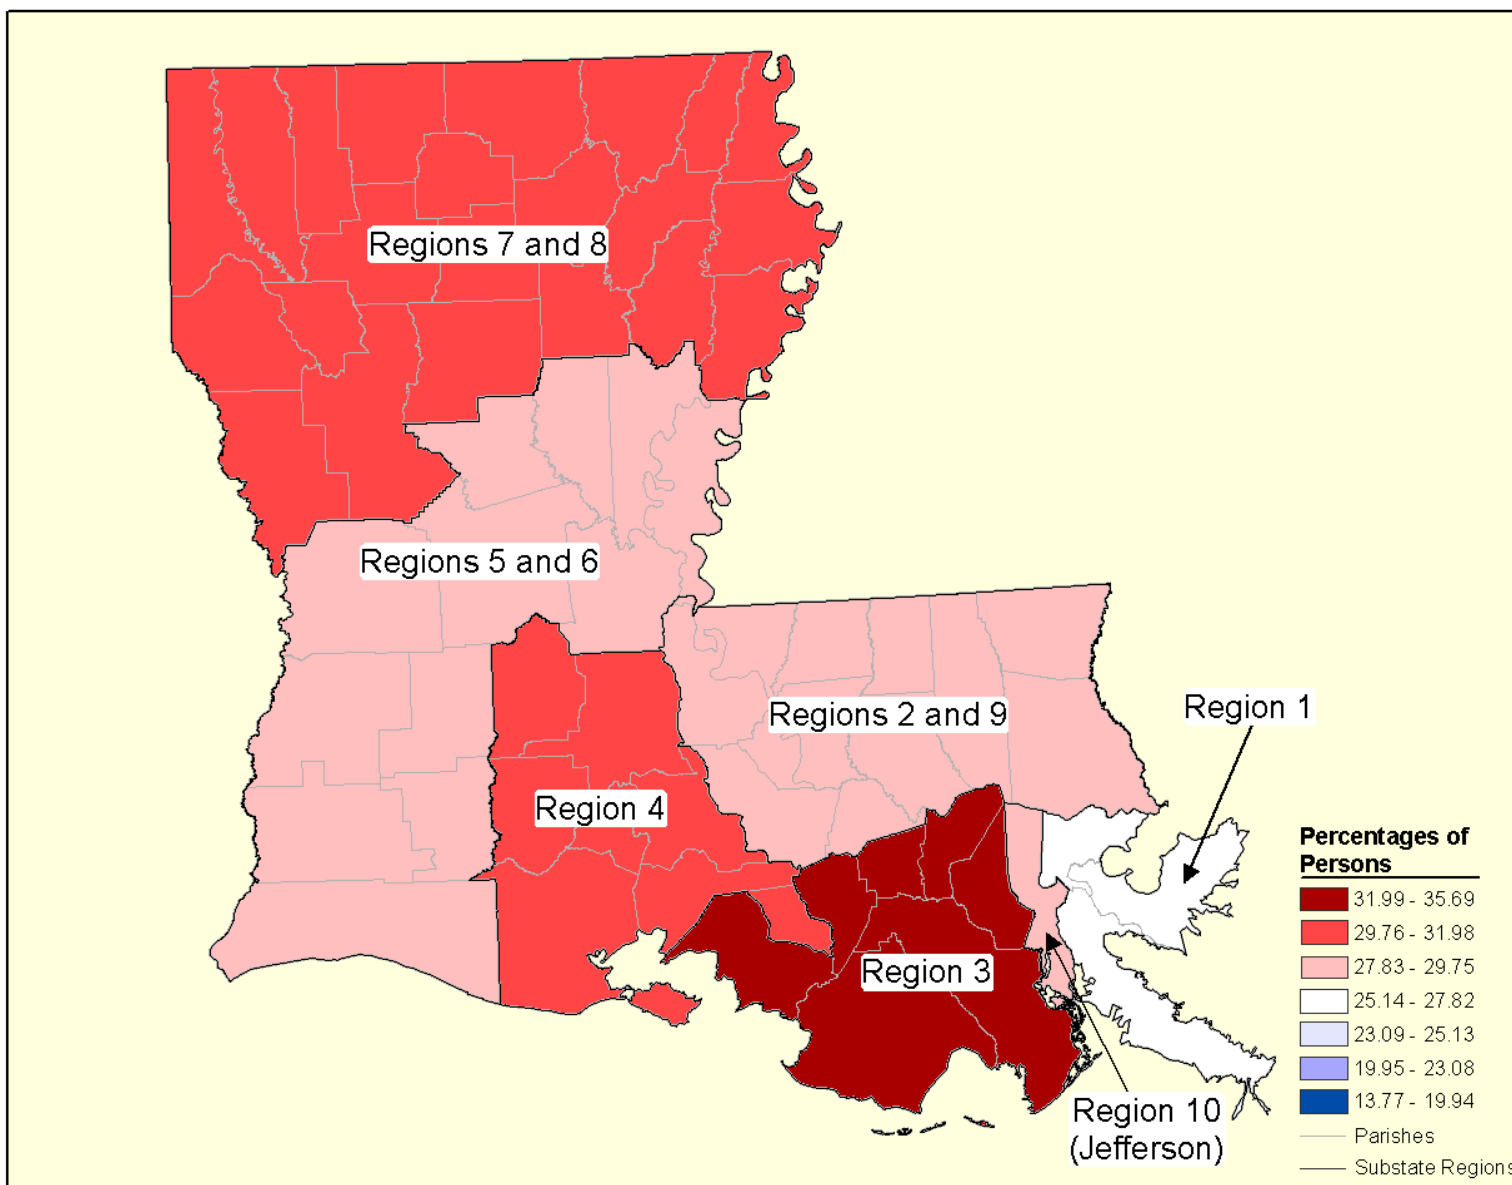 Regions 7 and 8
Regions 5 and 6
Regions 2 and 9
Region 1
Region 4
Region 3
Region 10
(Jefferson)
Percentages of
Persons
31.99 - 35.69
29.76 - 31.98
27.83 - 29.75
25.14 - 27.82
23.09 - 25.13
19.95 - 23.08
13.77 - 19.94
Parishes
Substate Regions